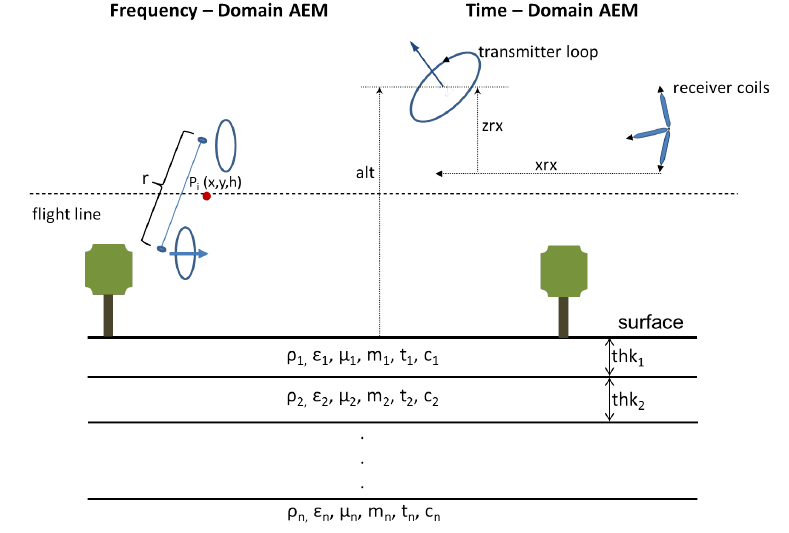 Frequency – Domain AEM
Time – Domain AEM
transmitter loop
receiver coils
zrx
xrx
alt
r
Pi (x,y,h)
flight line
surface
ρ1, ε1, μ1, m1, t1, c1
thk1
ρ2, ε2, μ2, m2, t2, c2
thk2
.
.
.
ρn, εn, μn, mn, tn, cn